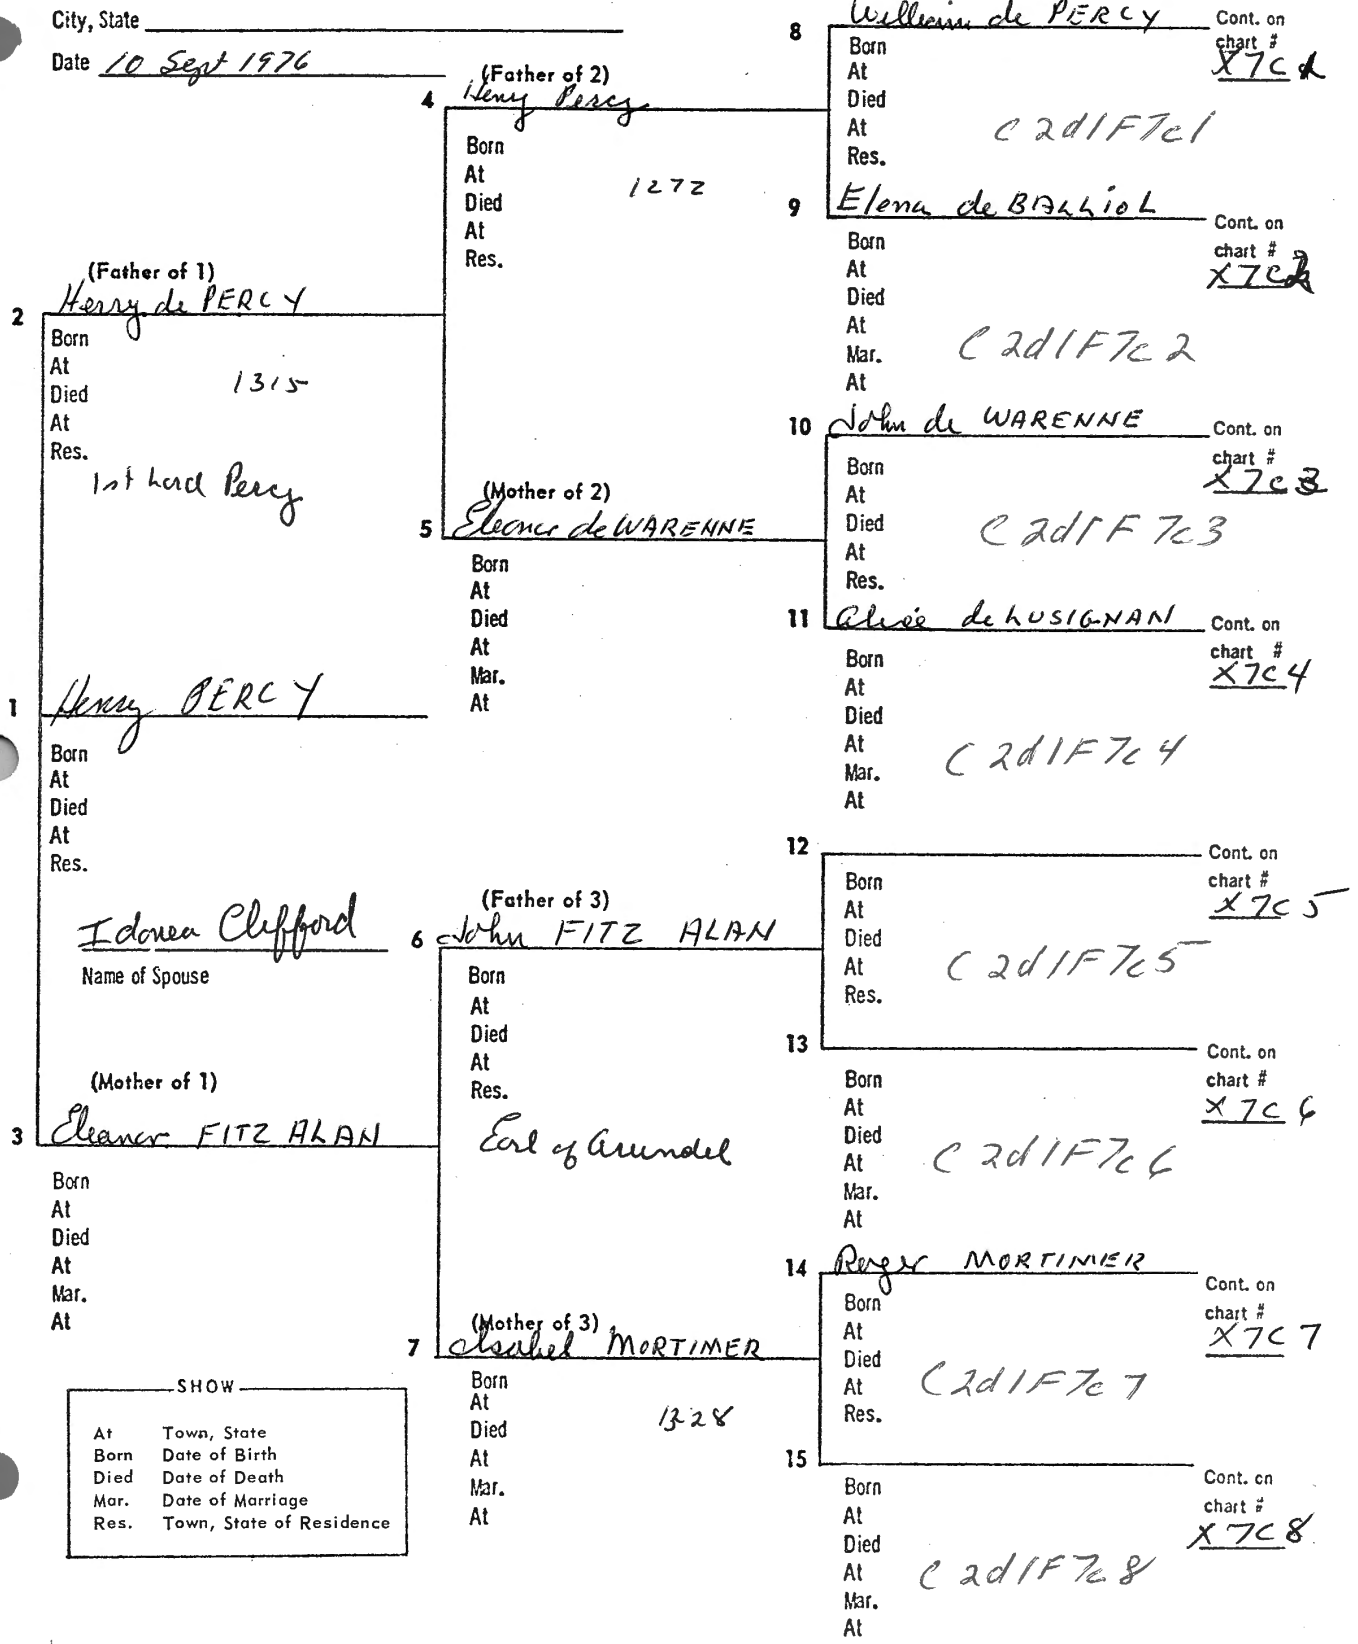 City, State
Date 10 Sept 1976
1
Henry PERCY
Born
At
Died
At
Res.
Idonea Clifford
Name of Spouse
(Father of 1)
2
Henry de PERCY
Born
At
Died 1315
At
Res.
1st Lord Percy
(Mother of 1)
3
Eleanor FITZ ALAN
Born
At
Died
At
Mar.
At
(Father of 2)
4
Henry Percy
Born
At
Died 1272
At
Res.
(Mother of 2)
5
Eleanor de WARENNE
Born
At
Died
At
Mar.
At
(Father of 3)
6
John FITZ ALAN
Born
At
Died
At
Res.
Earl of Arundel
(Mother of 3)
7
Isabel MORTIMER
Born
At
Died 1328
At
Mar.
At
8
William de PERCY
Cont. on
chart #
X7C1
Born
At
Died
At
Res.
C2d1F7c1
9
Elena de BALLIOL
Cont. on
chart #
X7C2
Born
At
Died
At
Mar.
At
C2d1F7c2
10
John de WARENNE
Cont. on
chart #
X7C3
Born
At
Died
At
Res.
C2d1F7c3
11
Alice de LUSIGNAN
Cont. on
chart #
X7C4
Born
At
Died
At
Mar.
At
C2d1F7c4
12
Cont. on
chart #
X7C5
Born
At
Died
At
Res.
C2d1F7c5
13
Cont. on
chart #
X7C6
Born
At
Died
At
Mar.
At
C2d1F7c6
14
Roger MORTIMER
Cont. on
chart #
X7C7
Born
At
Died
At
Res.
C2d1F7c7
15
Cont. on
chart #
X7C8
Born
At
Died
At
Mar.
At
C2d1F7c8
SHOW
At Town, State
Born Date of Birth
Died Date of Death
Mar. Date of Marriage
Res. Town, State of Residence